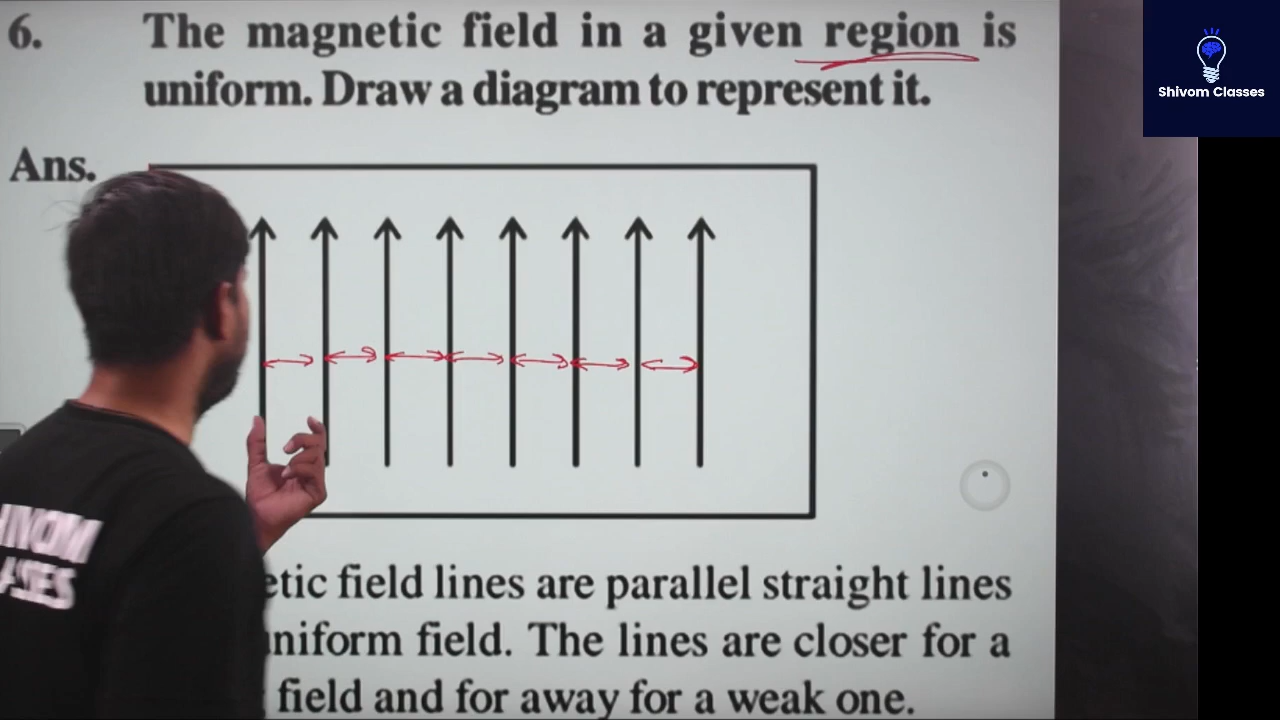 6. The magnetic field in a given region is
uniform. Draw a diagram to represent it.
Shivom Classes
Ans.
etic field lines are parallel straight lines
uniform field. The lines are closer for a
field and for away for a weak one.